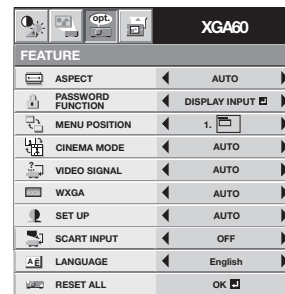 opt.
XGA60
FEATURE
ASPECT AUTO
PASSWORD FUNCTION DISPLAY INPUT
MENU POSITION 1.
CINEMA MODE AUTO
VIDEO SIGNAL AUTO
WXGA AUTO
SET UP AUTO
SCART INPUT OFF
LANGUAGE English
RESET ALL OK